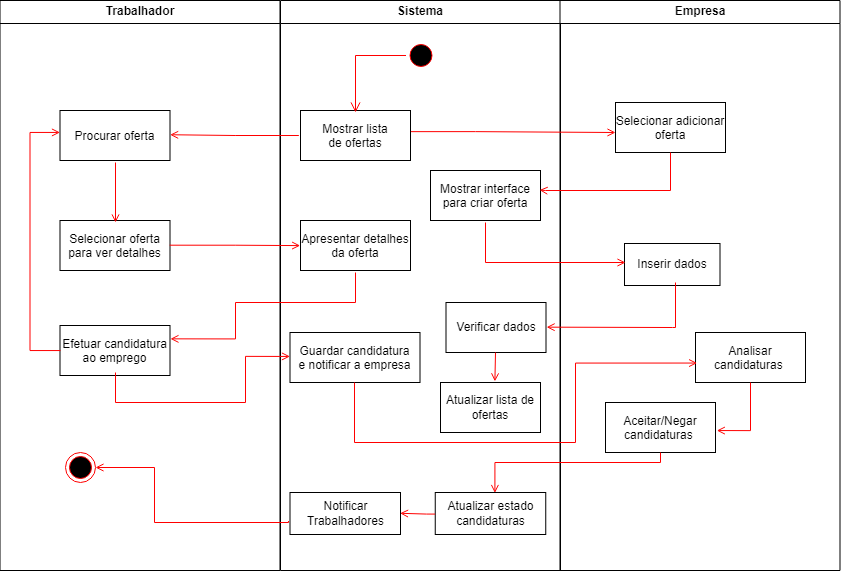 Trabalhador
Sistema
Empresa
Procurar oferta
Mostrar lista
de ofertas
Selecionar adicionar
oferta
Mostrar interface
para criar oferta
Selecionar oferta
para ver detalhes
Apresentar detalhes
da oferta
Inserir dados
Verificar dados
Efetuar candidatura
ao emprego
Guardar candidatura
e notificar a empresa
Analisar
candidaturas
Atualizar lista de
ofertas
Aceitar/Negar
candidaturas
Notificar
Trabalhadores
Atualizar estado
candidaturas